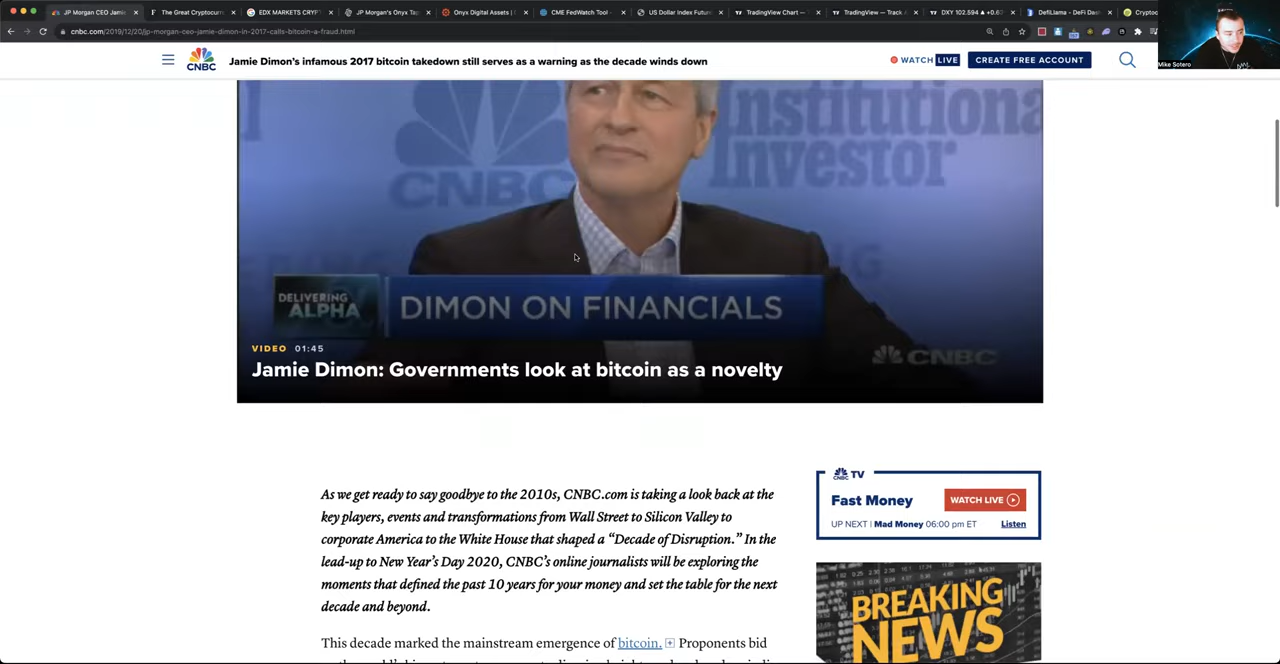 JP Morgan CEO Jamie
The Great Cryptocurr
EDX MARKETS CRYP
JP Morgan's Onyx Tap
Onyx Digital Assets |
CME FedWatch Tool -
US Dollar Index Futur
TradingView Chart —
TradingView — Track A
DXY 102.594 ▲ +0.6
DefiLlama - DeFi Das
Cryptoc
cnbc.com/2019/12/20/jp-morgan-ceo-jamie-dimon-in-2017-calls-bitcoin-a-fraud.html
Mike Sotero
CNBC
Jamie Dimon's infamous 2017 bitcoin takedown still serves as a warning as the decade winds down
WATCH LIVE
CREATE FREE ACCOUNT
Institutional
Investor
CNBC
DELIVERING
ALPHA
DIMON ON FINANCIALS
VIDEO 01:45
CNBC
Jamie Dimon: Governments look at bitcoin as a novelty
As we get ready to say goodbye to the 2010s, CNBC.com is taking a look back at the
key players, events and transformations from Wall Street to Silicon Valley to
corporate America to the White House that shaped a “Decade of Disruption.” In the
lead-up to New Year’s Day 2020, CNBC’s online journalists will be exploring the
moments that defined the past 10 years for your money and set the table for the next
decade and beyond.
This decade marked the mainstream emergence of bitcoin. Proponents bid
CNBC TV
Fast Money
WATCH LIVE
UP NEXT | Mad Money 06:00 pm ET
Listen
BREAKING
NEWS